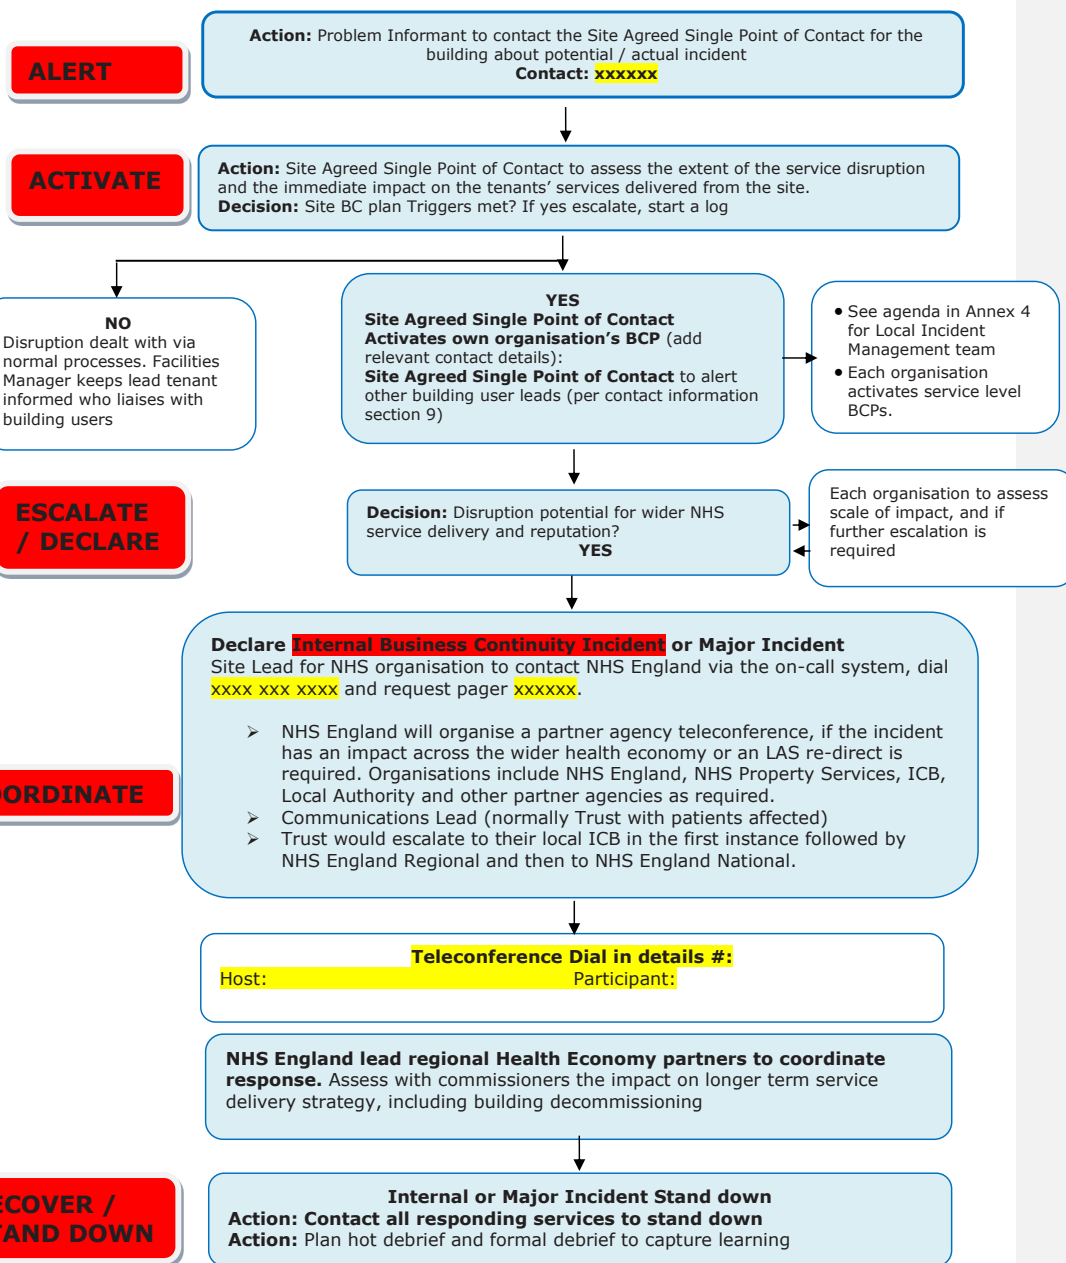 ALERT
Action: Problem Informant to contact the Site Agreed Single Point of Contact for the
building about potential / actual incident
Contact: xxxxxx
ACTIVATE
Action: Site Agreed Single Point of Contact to assess the extent of the service disruption
and the immediate impact on the tenants’ services delivered from the site.
Decision: Site BC plan Triggers met? If yes escalate, start a log
NO
Disruption dealt with via
normal processes. Facilities
Manager keeps lead tenant
informed who liaises with
building users
YES
Site Agreed Single Point of Contact
Activates own organisation’s BCP (add
relevant contact details):
Site Agreed Single Point of Contact to alert
other building user leads (per contact information
section 9)
• See agenda in Annex 4
for Local Incident
Management team
• Each organisation
activates service level
BCPs.
ESCALATE
/ DECLARE
Decision: Disruption potential for wider NHS
service delivery and reputation?
YES
Each organisation to assess
scale of impact, and if
further escalation is
required
Declare Internal Business Continuity Incident or Major Incident
Site Lead for NHS organisation to contact NHS England via the on-call system, dial
xxxx xxx xxxx and request pager xxxxxx.
➢ NHS England will organise a partner agency teleconference, if the incident
has an impact across the wider health economy or an LAS re-direct is
required. Organisations include NHS England, NHS Property Services, ICB,
Local Authority and other partner agencies as required.
➢ Communications Lead (normally Trust with patients affected)
➢ Trust would escalate to their local ICB in the first instance followed by
NHS England Regional and then to NHS England National.
OORDINATE
Teleconference Dial in details #:
Host: Participant:
NHS England lead regional Health Economy partners to coordinate
response. Assess with commissioners the impact on longer term service
delivery strategy, including building decommissioning
ECOVER /
TAND DOWN
Internal or Major Incident Stand down
Action: Contact all responding services to stand down
Action: Plan hot debrief and formal debrief to capture learning